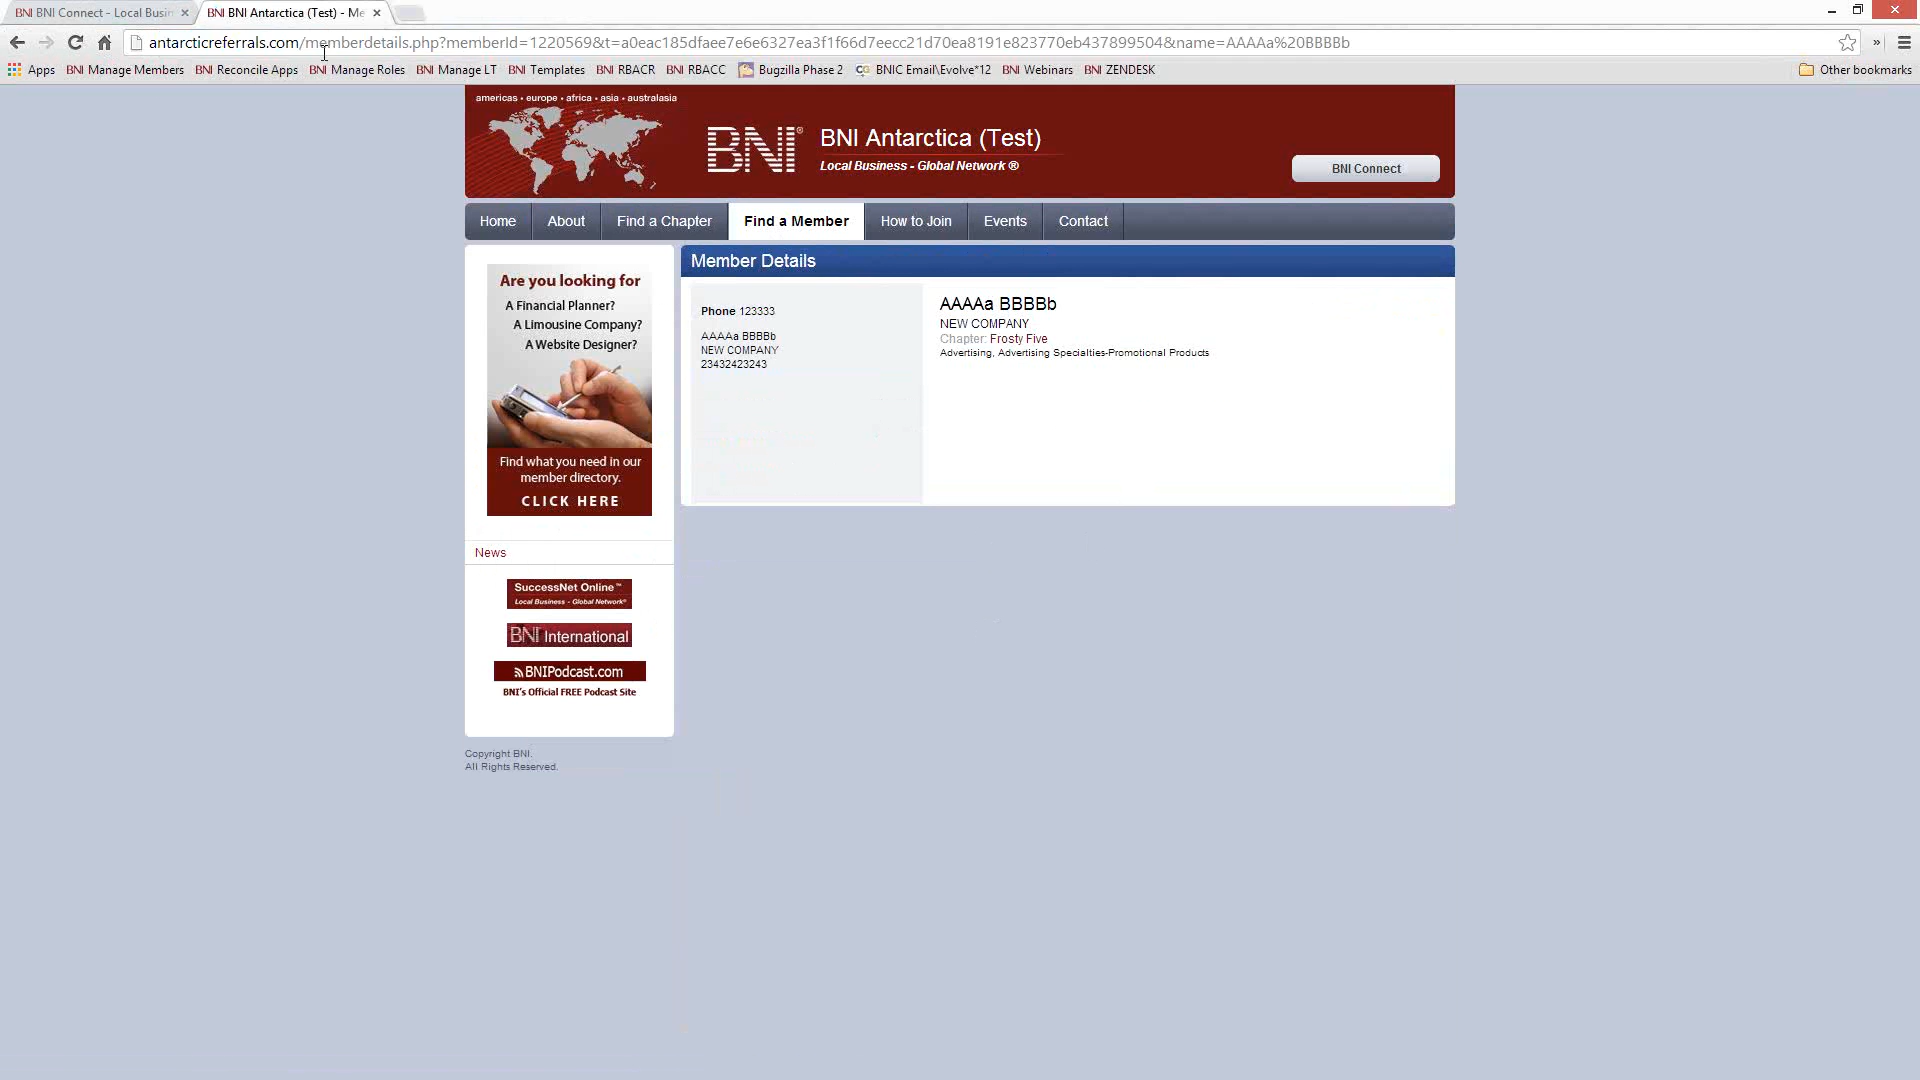 BNI BNI Connect - Local Busin
BNI BNI Antarctica (Test) - Me
antarcticreferrals.com/memberdetails.php?memberId=1220569&t=a0eac185dfaee7e6e6327ea3f1f66d7eecc21d70ea8191e823770eb437899504&name=AAAAa%20BBBBb
Apps BNI Manage Members BNI Reconcile Apps BNI Manage Roles BNI Manage LT BNI Templates BNI RBACR BNI RBACC Bugzilla Phase 2 BNIC Email\Evolve*12 BNI Webinars BNI ZENDESK » Other bookmarks
americas • europe • africa • asia • australasia
BNI®
BNI Antarctica (Test)
Local Business - Global Network ®
BNI Connect
Home About Find a Chapter Find a Member How to Join Events Contact
Are you looking for
A Financial Planner?
A Limousine Company?
A Website Designer?
Find what you need in our
member directory.
CLICK HERE
News
SuccessNet Online™
Local Business - Global Network®
BNI International
BNIPodcast.com
BNI's Official FREE Podcast Site
Member Details
Phone 123333
AAAAa BBBBb
NEW COMPANY
23432423243
AAAAa BBBBb
NEW COMPANY
Chapter: Frosty Five
Advertising, Advertising Specialties-Promotional Products
Copyright BNI.
All Rights Reserved.